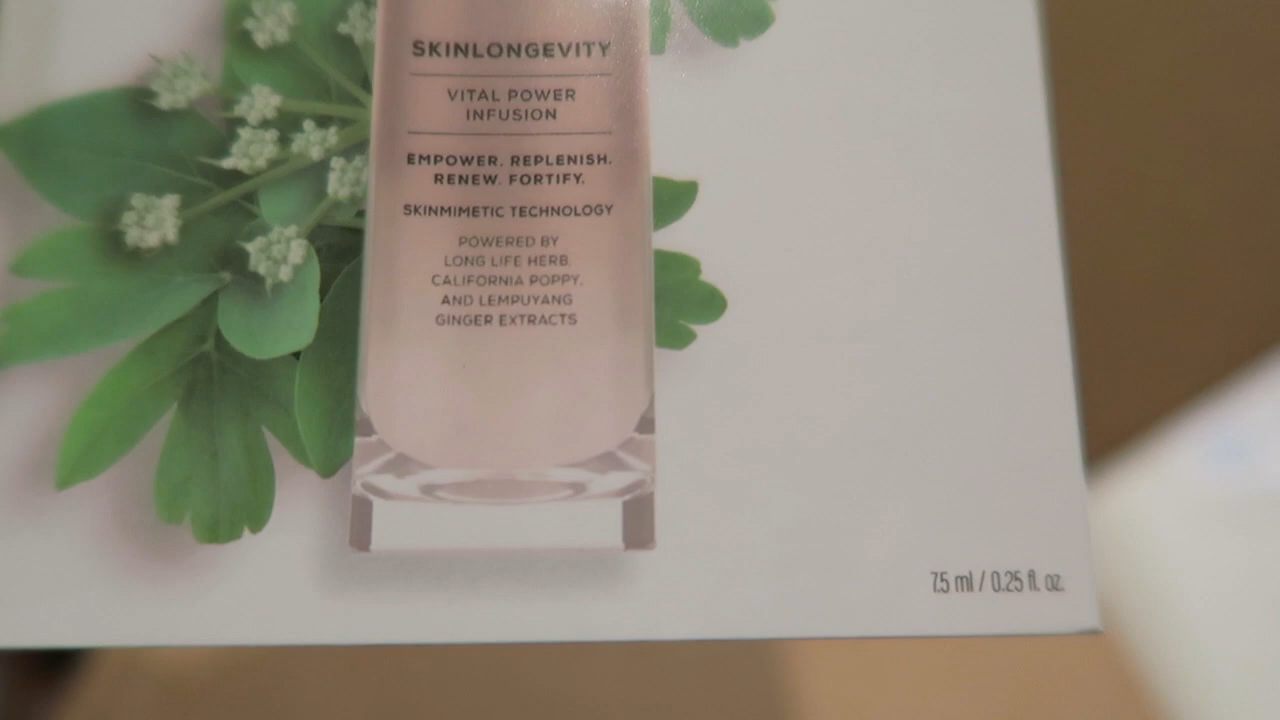 SKINLONGEVITY
VITAL POWER
INFUSION
EMPOWER. REPLENISH.
RENEW. FORTIFY.
SKINMIMETIC TECHNOLOGY
POWERED BY
LONG LIFE HERB,
CALIFORNIA POPPY,
AND LEMPUYANG
GINGER EXTRACTS
7.5 ml / 0.25 fl. oz.